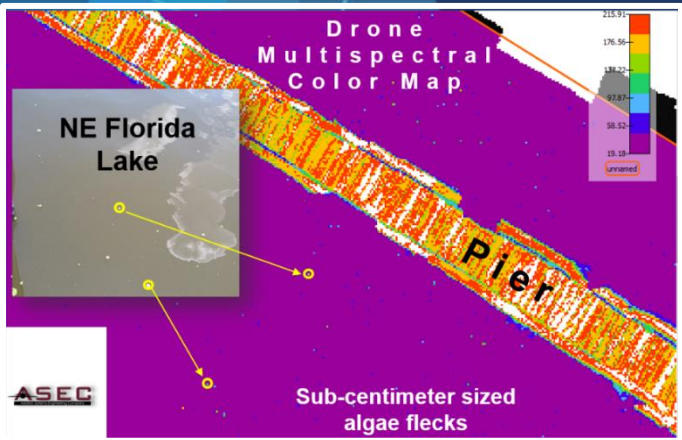 Drone
Multispectral
Color Map
215.91
176.56
138.22
97.87
58.52
19.18
unnamed
NE Florida
Lake
Pier
ASEC
Sub-centimeter sized
algae flecks